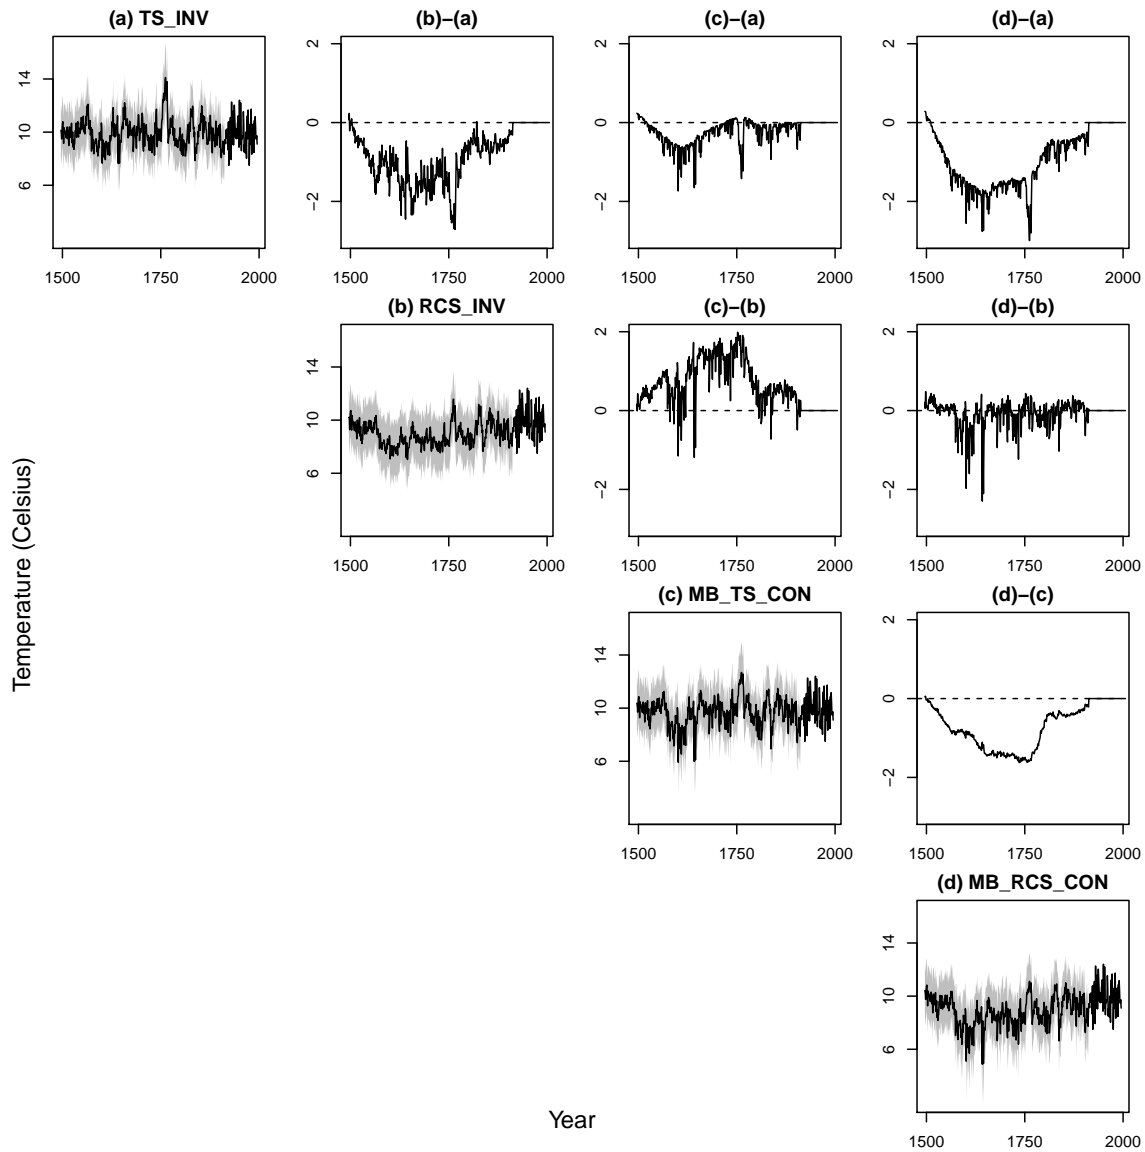 (a) TS_INV
(b)–(a)
(c)–(a)
(d)–(a)
14
10
6
2
0
−2
2
0
−2
2
0
−2
1500 1750 2000
1500 1750 2000
1500 1750 2000
1500 1750 2000
(b) RCS_INV
(c)–(b)
(d)–(b)
14
10
6
2
0
−2
2
0
−2
1500 1750 2000
1500 1750 2000
1500 1750 2000
Temperature (Celsius)
(c) MB_TS_CON
(d)–(c)
14
10
6
2
0
−2
1500 1750 2000
1500 1750 2000
(d) MB_RCS_CON
14
10
6
1500 1750 2000
Year